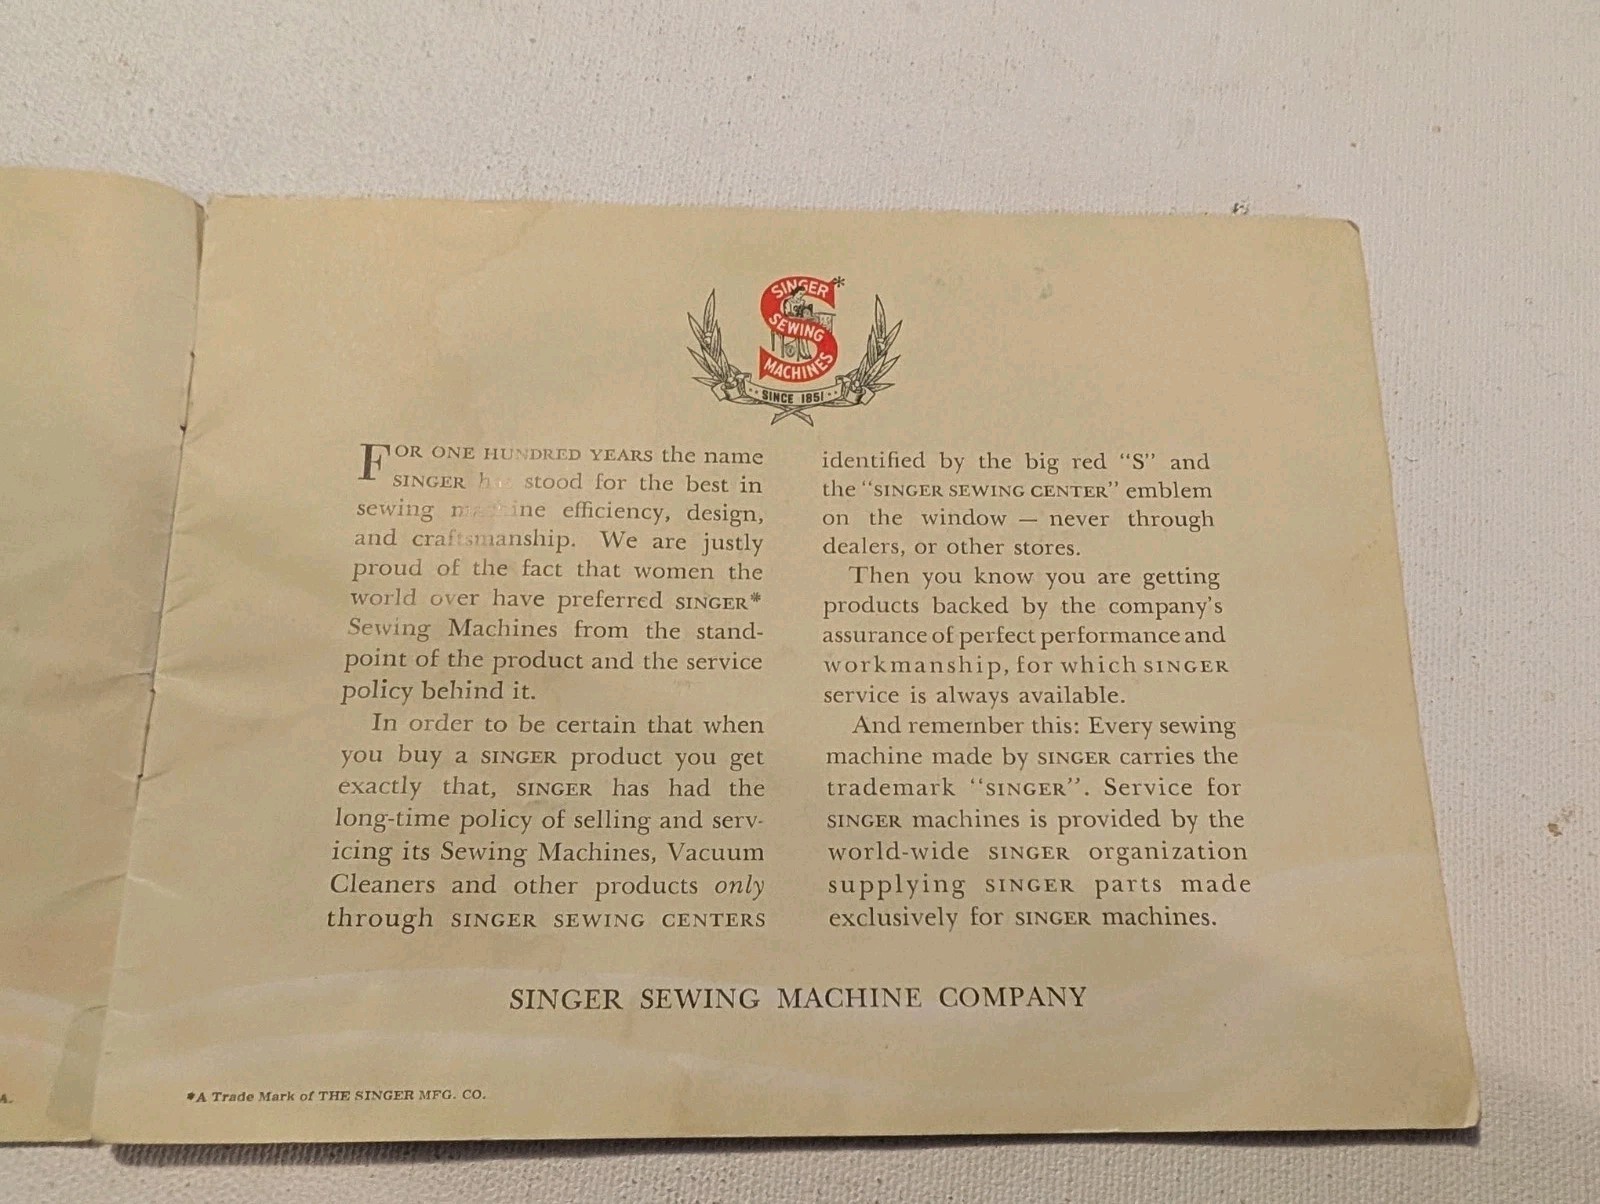 SINGER*
SEWING
MACHINES
SINCE 1851
FOR ONE HUNDRED YEARS the name
SINGER has stood for the best in
sewing machine efficiency, design,
and craftsmanship. We are justly
proud of the fact that women the
world over have preferred SINGER*
Sewing Machines from the stand-
point of the product and the service
policy behind it.
In order to be certain that when
you buy a SINGER product you get
exactly that, SINGER has had the
long-time policy of selling and serv-
icing its Sewing Machines, Vacuum
Cleaners and other products only
through SINGER SEWING CENTERS
identified by the big red "S" and
the "SINGER SEWING CENTER" emblem
on the window — never through
dealers, or other stores.
Then you know you are getting
products backed by the company's
assurance of perfect performance and
workmanship, for which SINGER
service is always available.
And remember this: Every sewing
machine made by SINGER carries the
trademark "SINGER". Service for
SINGER machines is provided by the
world-wide SINGER organization
supplying SINGER parts made
exclusively for SINGER machines.
SINGER SEWING MACHINE COMPANY
*A Trade Mark of THE SINGER MFG. CO.
A.